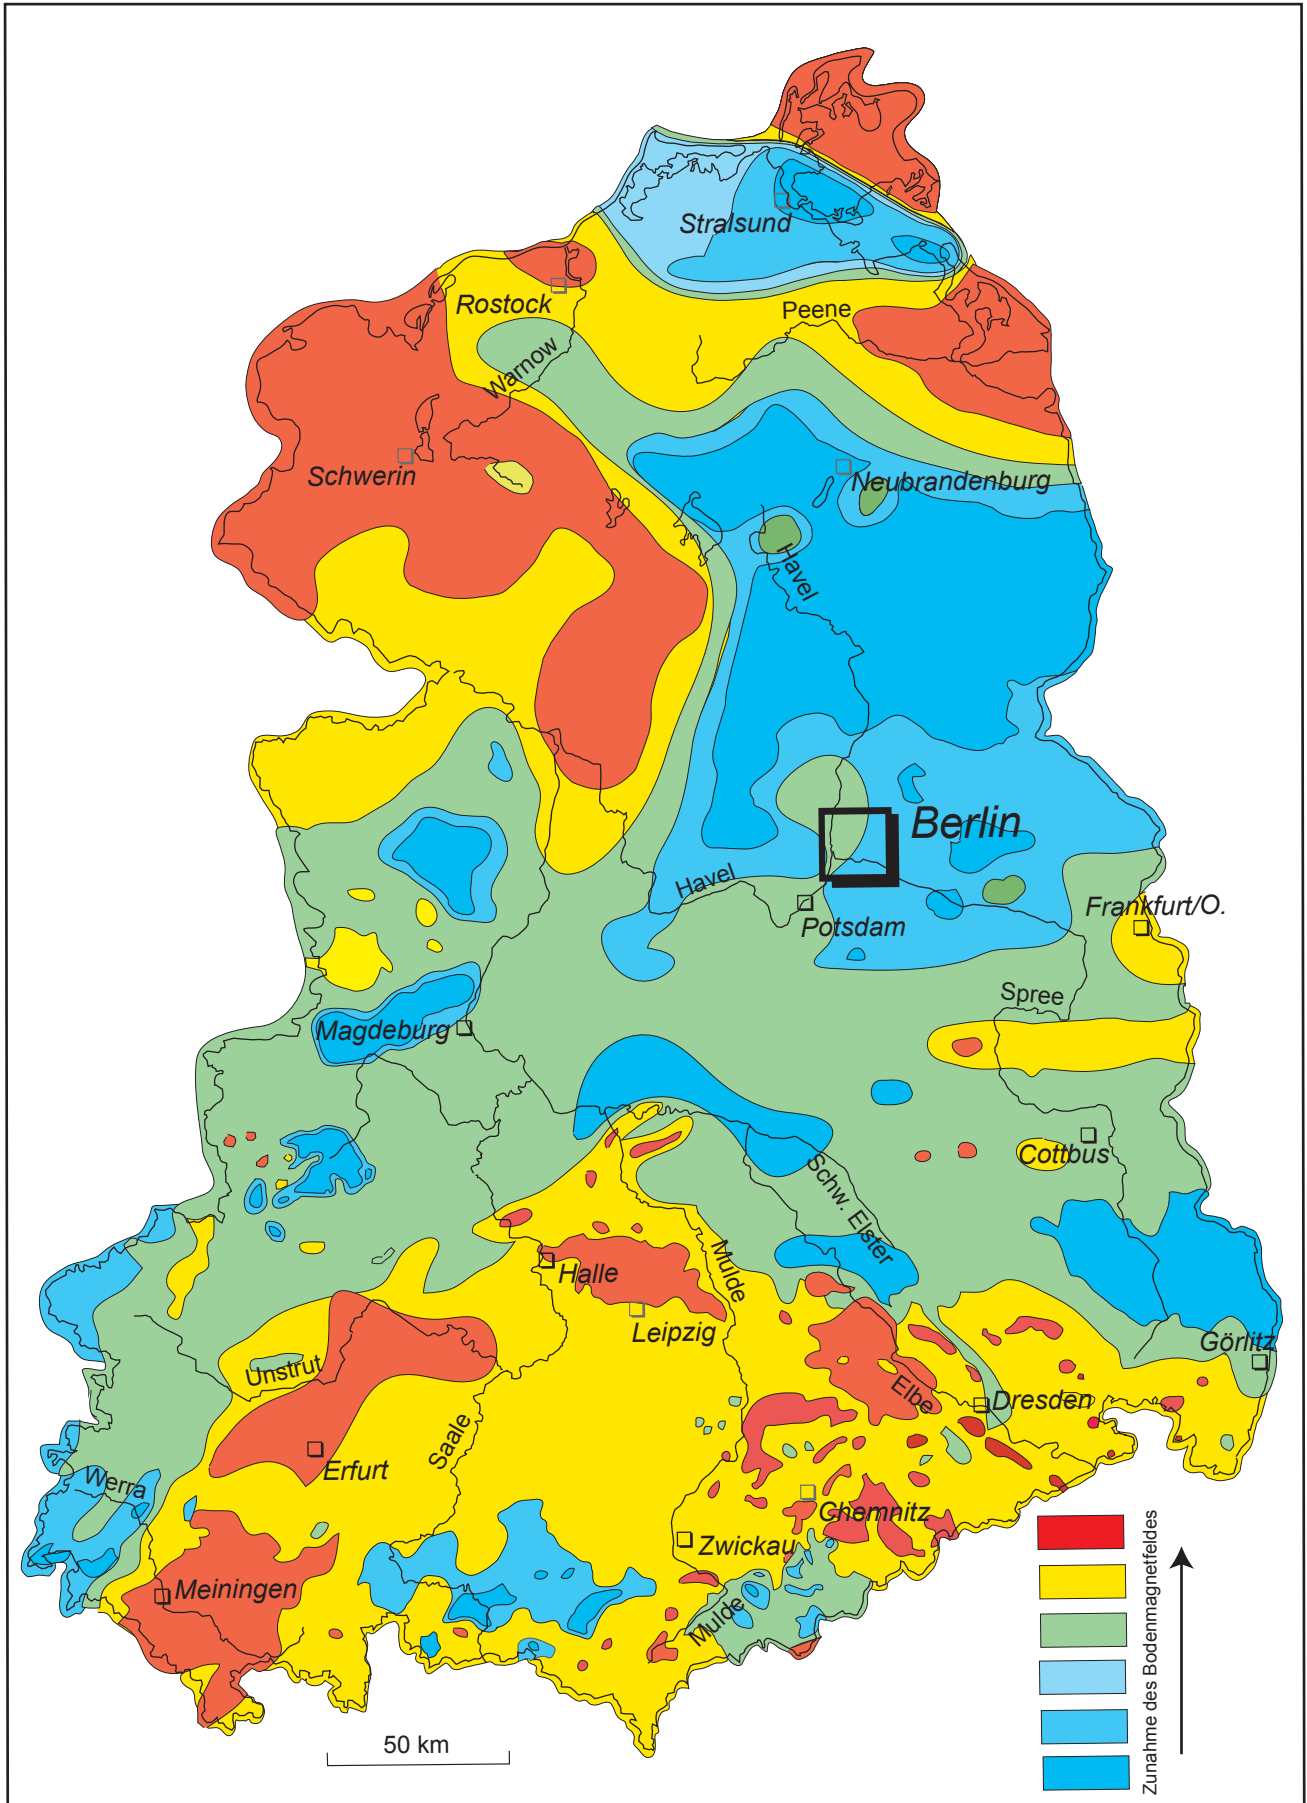 Stralsund
Rostock
Peene
Warnow
Schwerin
Neubrandenburg
Havel
Berlin
Havel
Frankfurt/O.
Potsdam
Spree
Magdeburg
Cottbus
Schw. Elster
Mulde
Halle
Leipzig
Görlitz
Unstrut
Elbe
Dresden
Saale
Erfurt
Werra
Chemnitz
Zwickau
Meiningen
Mulde
50 km
Zunahme des Bodenmagnetfeldes